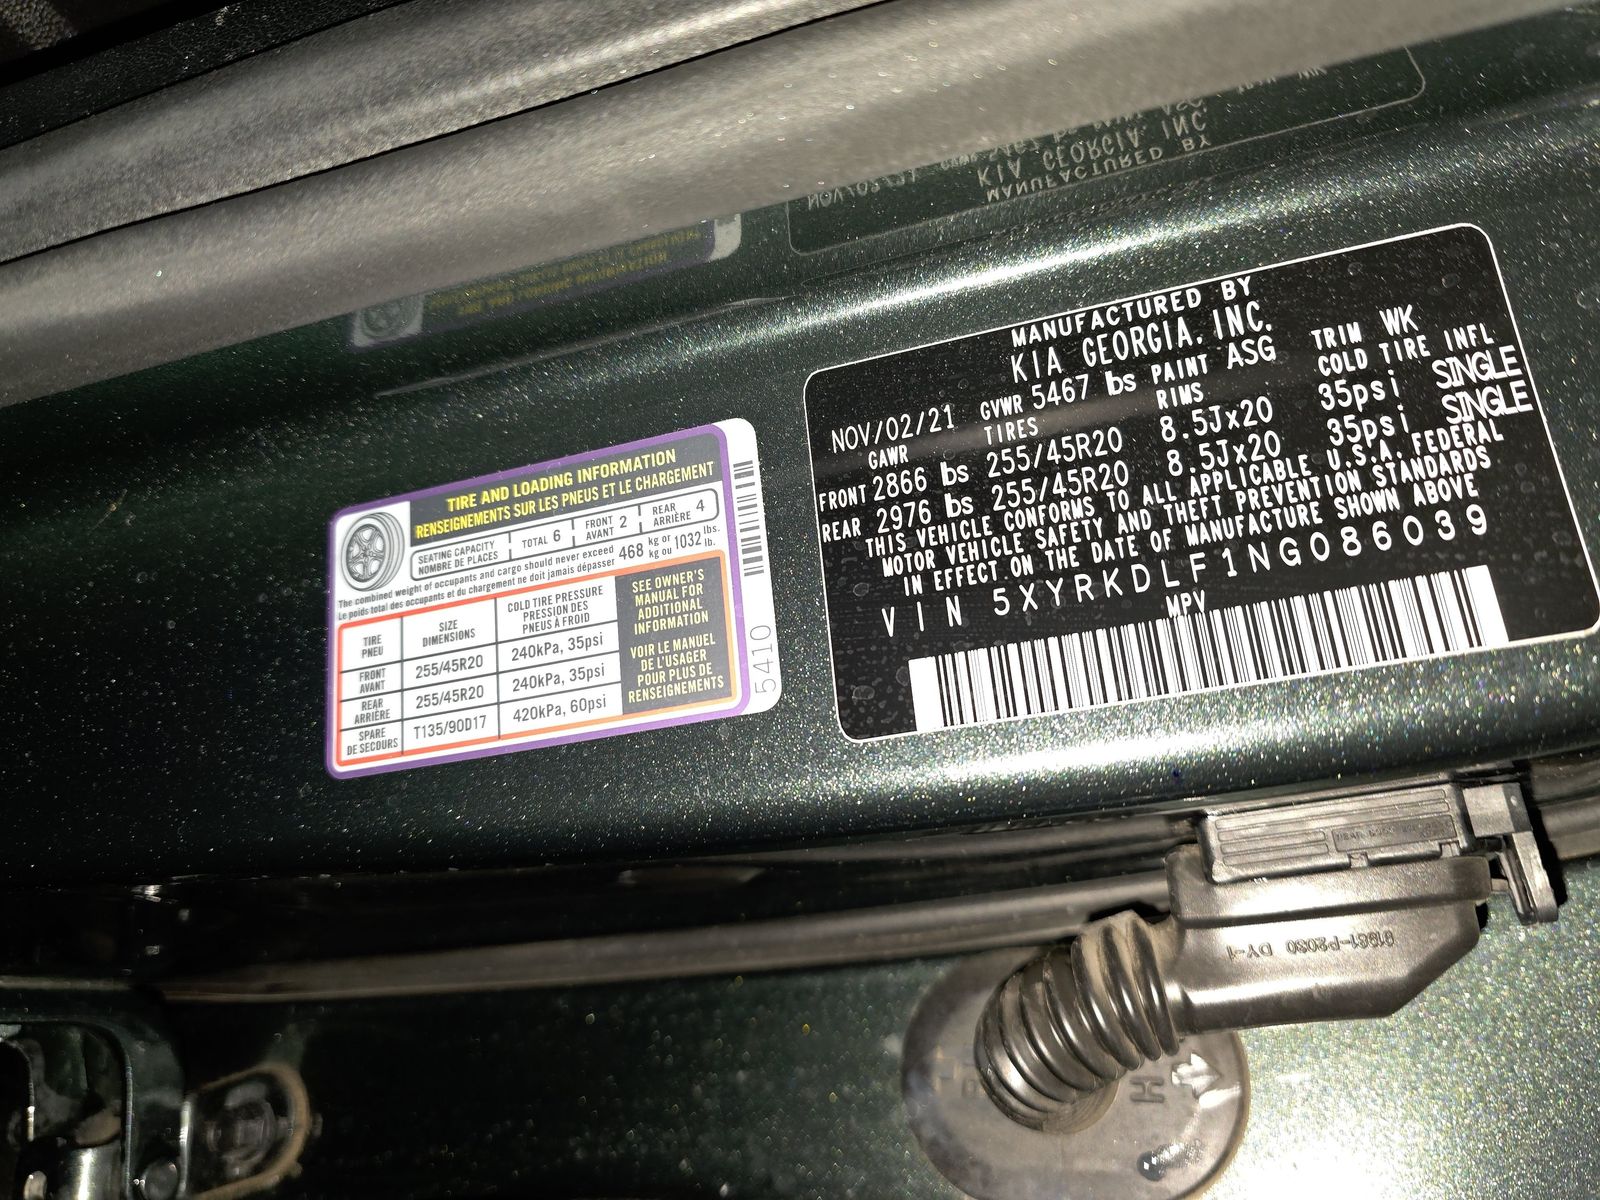 TIRE AND LOADING INFORMATION
RENSEIGNEMENTS SUR LES PNEUS ET LE CHARGEMENT
SEATING CAPACITY TOTAL 6 FRONT 2 REAR 4
NOMBRE DE PLACES AVANT ARRIÈRE
The combined weight of occupants and cargo should never exceed 468 kg or 1032 lbs.
Le poids total des occupants et du chargement ne doit jamais dépasser kg ou lb.
TIRE PNEU
SIZE DIMENSIONS
COLD TIRE PRESSURE
PRESSION DES PNEUS À FROID
FRONT AVANT 255/45R20 240kPa, 35psi
REAR ARRIÈRE 255/45R20 240kPa, 35psi
SPARE DE SECOURS T135/90D17 420kPa, 60psi
SEE OWNER'S
MANUAL FOR
ADDITIONAL
INFORMATION
VOIR LE MANUEL
DE L'USAGER
POUR PLUS DE
RENSEIGNEMENTS
5410
MANUFACTURED BY
KIA GEORGIA, INC.
NOV/02/21 GVWR 5467 lbs PAINT ASG TRIM WK
GAWR TIRES RIMS COLD TIRE INFL
FRONT 2866 lbs 255/45R20 8.5Jx20 35psi SINGLE
REAR 2976 lbs 255/45R20 8.5Jx20 35psi SINGLE
THIS VEHICLE CONFORMS TO ALL APPLICABLE U.S.A. FEDERAL
MOTOR VEHICLE SAFETY AND THEFT PREVENTION STANDARDS
IN EFFECT ON THE DATE OF MANUFACTURE SHOWN ABOVE
VIN 5XYRKDLF1NG086039
MPV
91981-P2030 DY-1
H